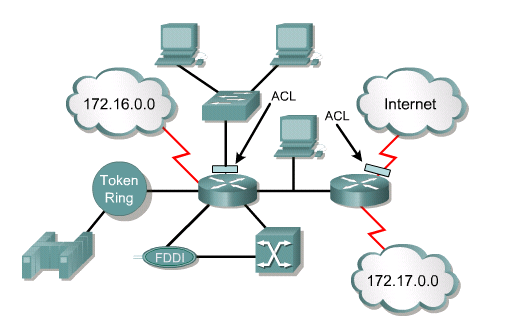 ACL
172.16.0.0
Internet
ACL
Token
Ring
FDDI
172.17.0.0